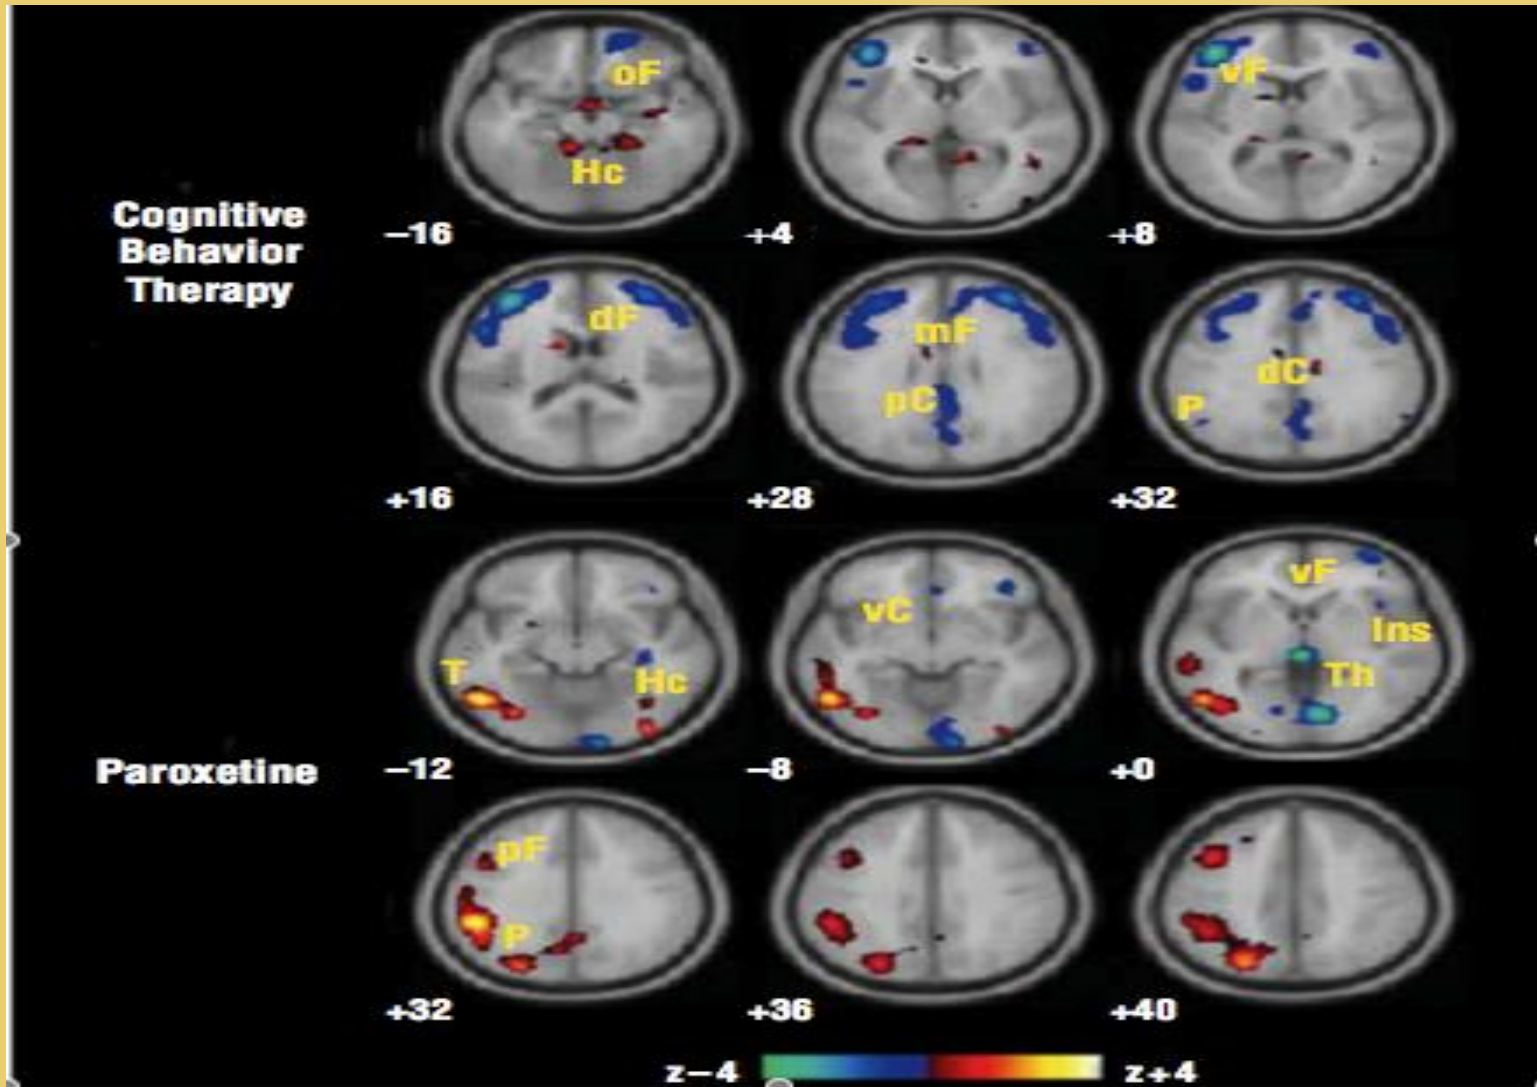 oF
Hc
vF
Cognitive
Behavior
Therapy
–16
+4
+8
dF
mF
pC
dC
P
+16
+28
+32
vC
vF
Ins
T
Hc
Th
Paroxetine
–12
–8
+0
pF
P
+32
+36
+40
z–4
z+4